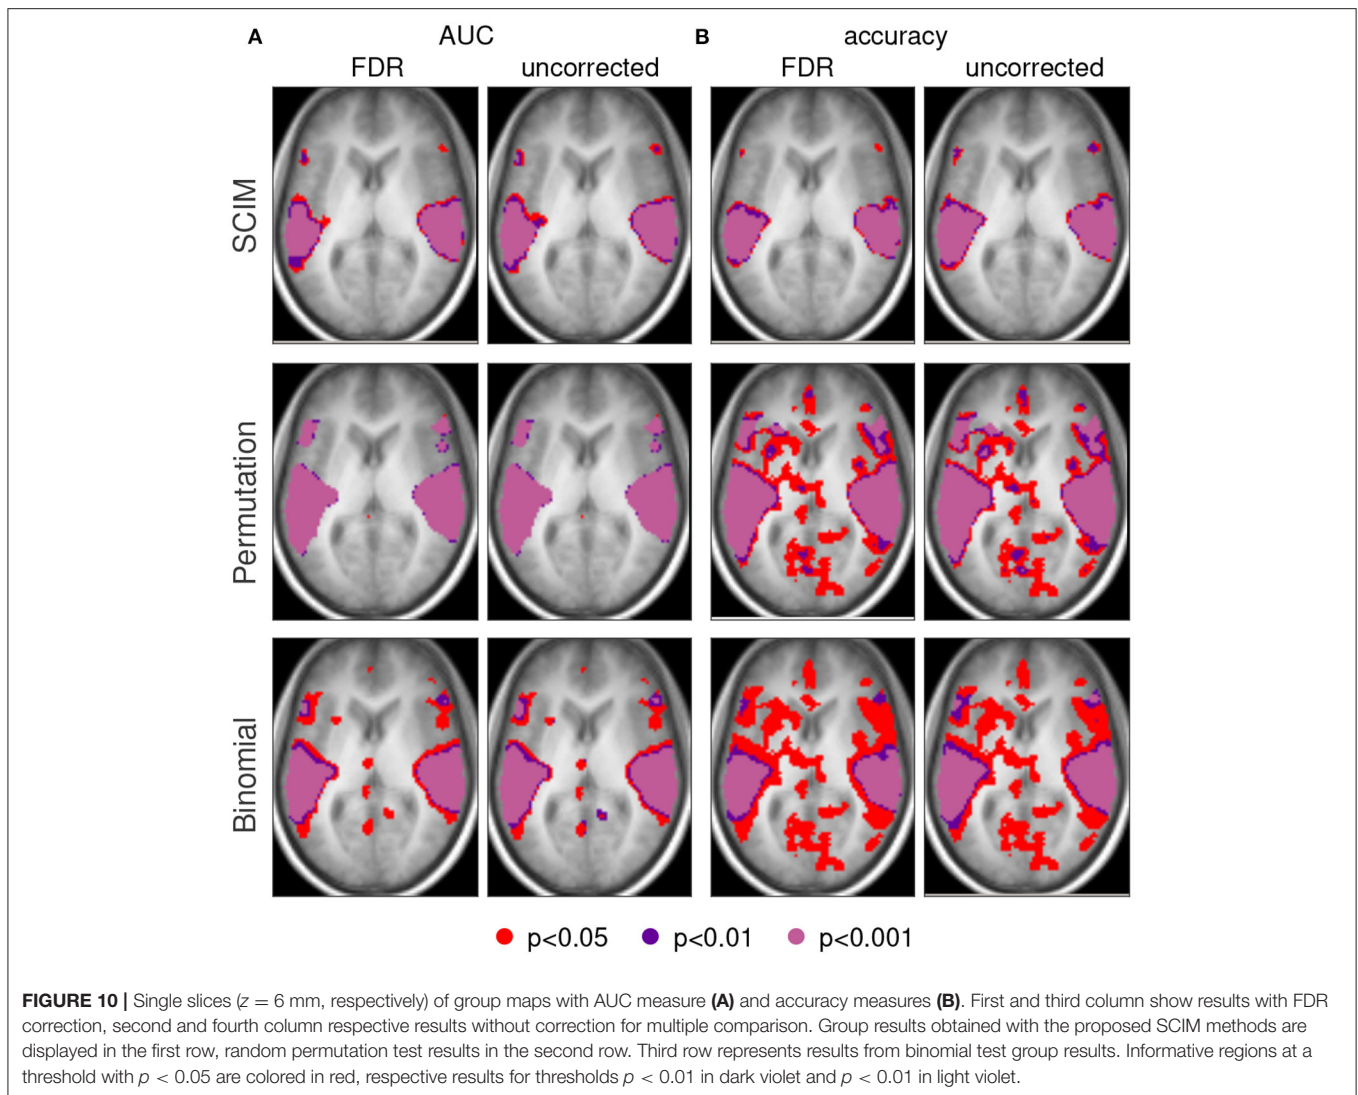 A AUC B accuracy
FDR uncorrected FDR uncorrected
SCIM
Permutation
Binomial
p<0.05 p<0.01 p<0.001
FIGURE 10 | Single slices (z = 6 mm, respectively) of group maps with AUC measure (A) and accuracy measures (B). First and third column show results with FDR
correction, second and fourth column respective results without correction for multiple comparison. Group results obtained with the proposed SCIM methods are
displayed in the first row, random permutation test results in the second row. Third row represents results from binomial test group results. Informative regions at a
threshold with p < 0.05 are colored in red, respective results for thresholds p < 0.01 in dark violet and p < 0.01 in light violet.